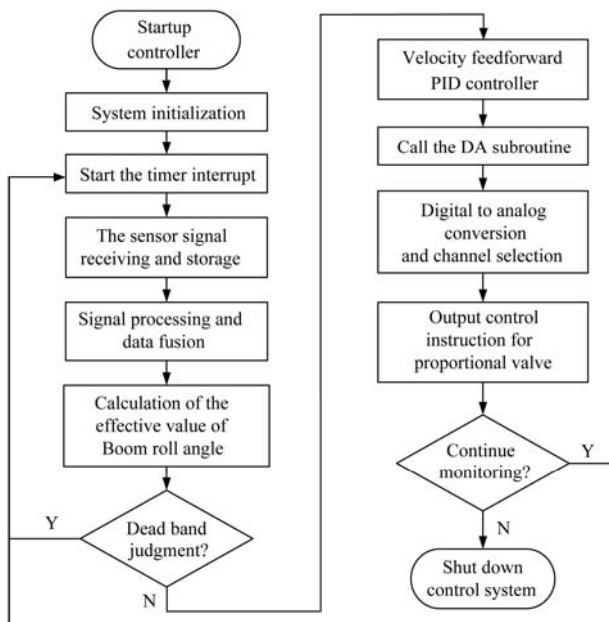 Startup
controller
System initialization
Start the timer interrupt
The sensor signal
receiving and storage
Signal processing and
data fusion
Calculation of the
effective value of
Boom roll angle
Dead band
judgment?
Y
N
Velocity feedforward
PID controller
Call the DA subroutine
Digital to analog
conversion
and channel selection
Output control
instruction for
proportional valve
Continue
monitoring?
Y
N
Shut down
control system